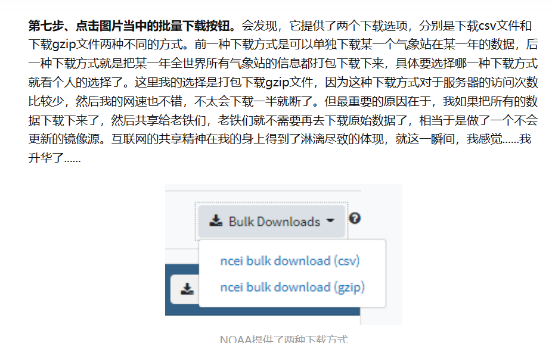 第七步、点击图片当中的批量下载按钮。会发现，它提供了两个下载选项，分别是下载csv文件和
下载gzip文件两种不同的方式。前一种下载方式是可以单独下载某一个气象站在某一年的数据，后
一种下载方式就是把某一年全世界所有气象站的信息都打包下载下来，具体要选择哪一种下载方式
就看个人的选择了。这里我的选择是打包下载gzip文件，因为这种下载方式对于服务器的访问次数
比较少，然后我的网速也不错，不太会下载一半就断了。但最重要的原因在于，我如果把所有的数
据下载下来了，然后共享给老铁们，老铁们就不需要再去下载原始数据了，相当于是做了一个不会
更新的镜像源。互联网的共享精神在我的身上得到了淋漓尽致的体现，就这一瞬间，我感觉……我
升华了……
Bulk Downloads
ncei bulk download (csv)
ncei bulk download (gzip)
NOAA提供了两种下载方式